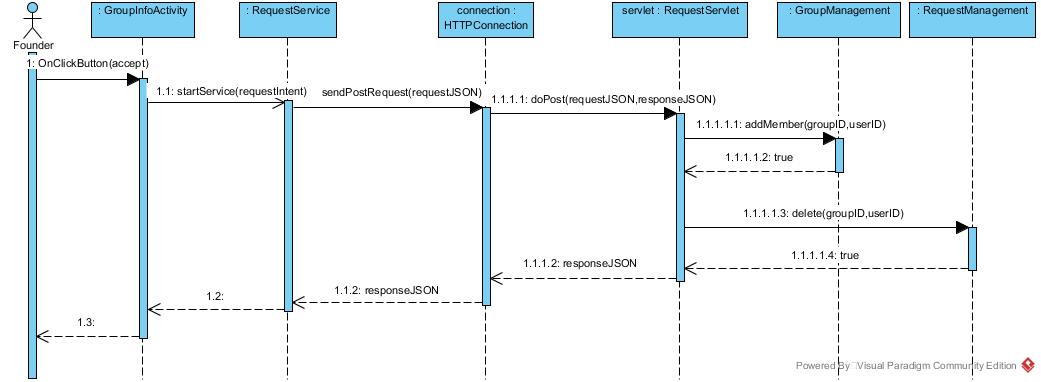 : GroupInfoActivity
: RequestService
connection :
HTTPConnection
servlet : RequestServlet
: GroupManagement
: RequestManagement
Founder
1: OnClickButton(accept)
1.1: startService(requestIntent)
sendPostRequest(requestJSON)
1.1.1.1: doPost(requestJSON,responseJSON)
1.1.1.1.1: addMember(groupID,userID)
1.1.1.1.2: true
1.1.1.1.3: delete(groupID,userID)
1.1.1.1.4: true
1.1.1.2: responseJSON
1.1.2: responseJSON
1.2:
1.3:
Powered By Visual Paradigm Community Edition